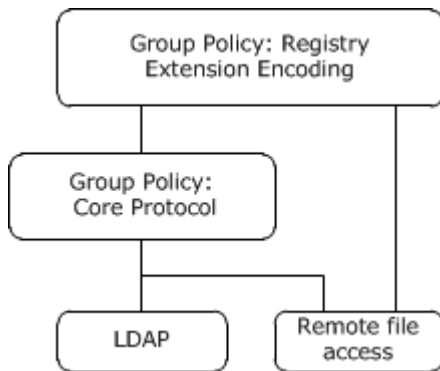 Group Policy: Registry
Extension Encoding
Group Policy:
Core Protocol
LDAP
Remote file
access